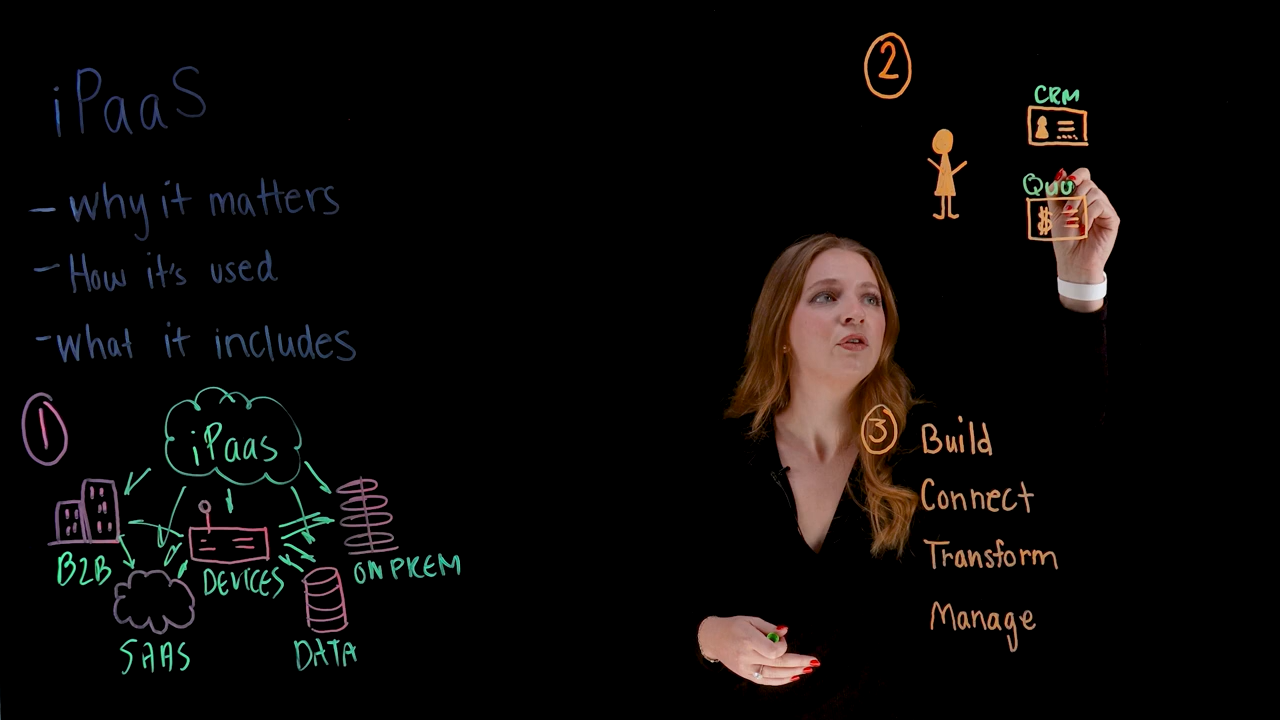 iPaaS
- Why it matters
- How it's used
- what it includes
1
iPaas
B2B
DEVICES
ON PREM
SAAS
DATA
2
CRM
$
3
Build
Connect
Transform
Manage